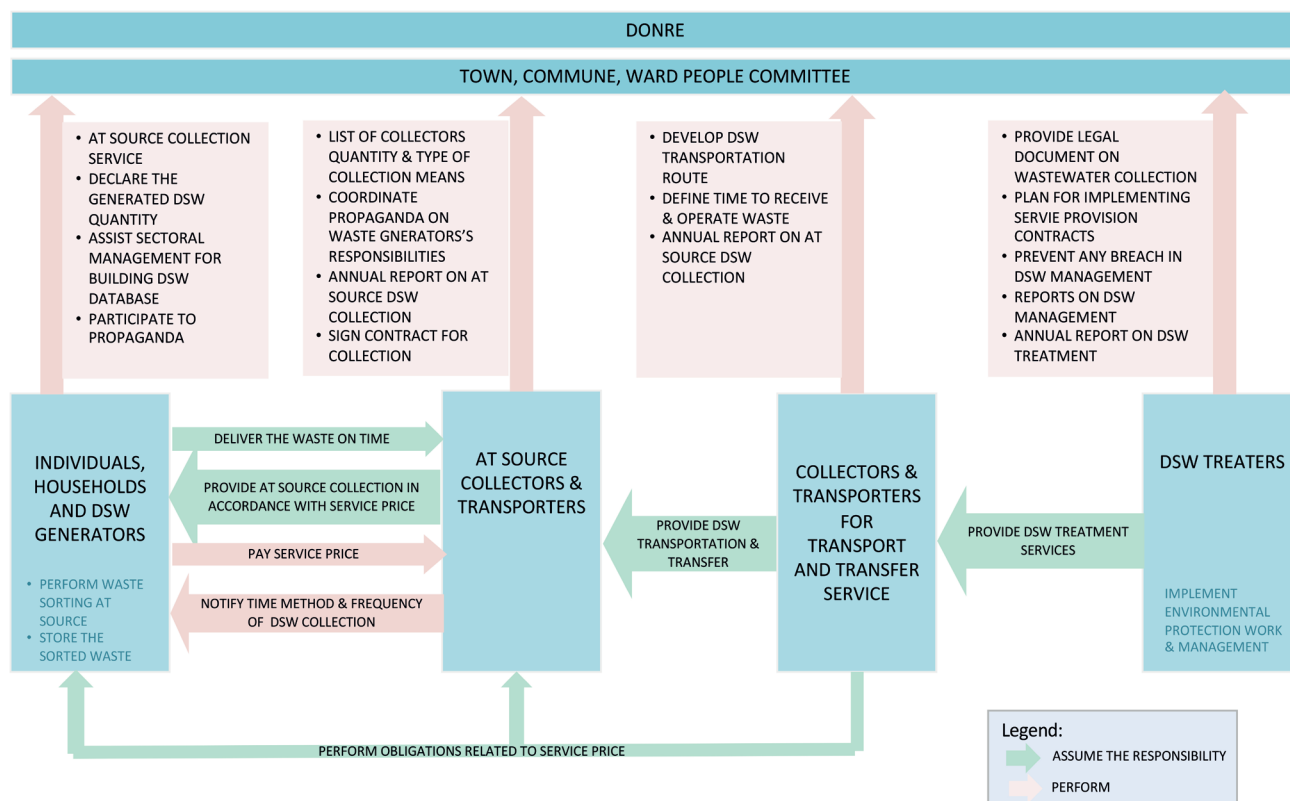 DONRE
TOWN, COMMUNE, WARD PEOPLE COMMITTEE
• AT SOURCE COLLECTION
SERVICE
• DECLARE THE
GENERATED DSW
QUANTITY
• ASSIST SECTORAL
MANAGEMENT FOR
BUILDING DSW
DATABASE
• PARTICIPATE TO
PROPAGANDA
• LIST OF COLLECTORS
QUANTITY & TYPE OF
COLLECTION MEANS
• COORDINATE
PROPAGANDA ON
WASTE GNERATORS'S
RESPONSIBILITIES
• ANNUAL REPORT ON AT
SOURCE DSW
COLLECTION
• SIGN CONTRACT FOR
COLLECTION
• DEVELOP DSW
TRANSPORTATION
ROUTE
• DEFINE TIME TO RECEIVE
& OPERATE WASTE
• ANNUAL REPORT ON AT
SOURCE DSW
COLLECTION
• PROVIDE LEGAL
DOCUMENT ON
WASTEWATER COLLECTION
• PLAN FOR IMPLEMENTING
SERVIE PROVISION
CONTRACTS
• PREVENT ANY BREACH IN
DSW MANAGEMENT
• REPORTS ON DSW
MANAGEMENT
• ANNUAL REPORT ON DSW
TREATMENT
INDIVIDUALS,
HOUSEHOLDS
AND DSW
GENERATORS
• PERFORM WASTE
SORTING AT
SOURCE
• STORE THE
SORTED WASTE
DELIVER THE WASTE ON TIME
PROVIDE AT SOURCE COLLECTION IN
ACCORDANCE WITH SERVICE PRICE
PAY SERVICE PRICE
NOTIFY TIME METHOD & FREQUENCY
OF DSW COLLECTION
AT SOURCE
COLLECTORS &
TRANSPORTERS
PROVIDE DSW
TRANSPORTATION &
TRANSFER
COLLECTORS &
TRANSPORTERS
FOR
TRANSPORT
AND TRANSFER
SERVICE
PROVIDE DSW TREATMENT
SERVICES
DSW TREATERS
IMPLEMENT
ENVIRONMENTAL
PROTECTION WORK
& MANAGEMENT
PERFORM OBLIGATIONS RELATED TO SERVICE PRICE
Legend:
ASSUME THE RESPONSIBILITY
PERFORM